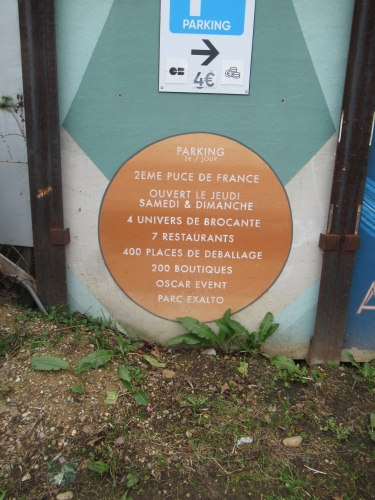 PARKING
4€
PARKING
3€ / JOUR
2EME PUCE DE FRANCE
OUVERT LE JEUDI
SAMEDI & DIMANCHE
4 UNIVERS DE BROCANTE
7 RESTAURANTS
400 PLACES DE DEBALLAGE
200 BOUTIQUES
OSCAR EVENT
PARC EXALTO